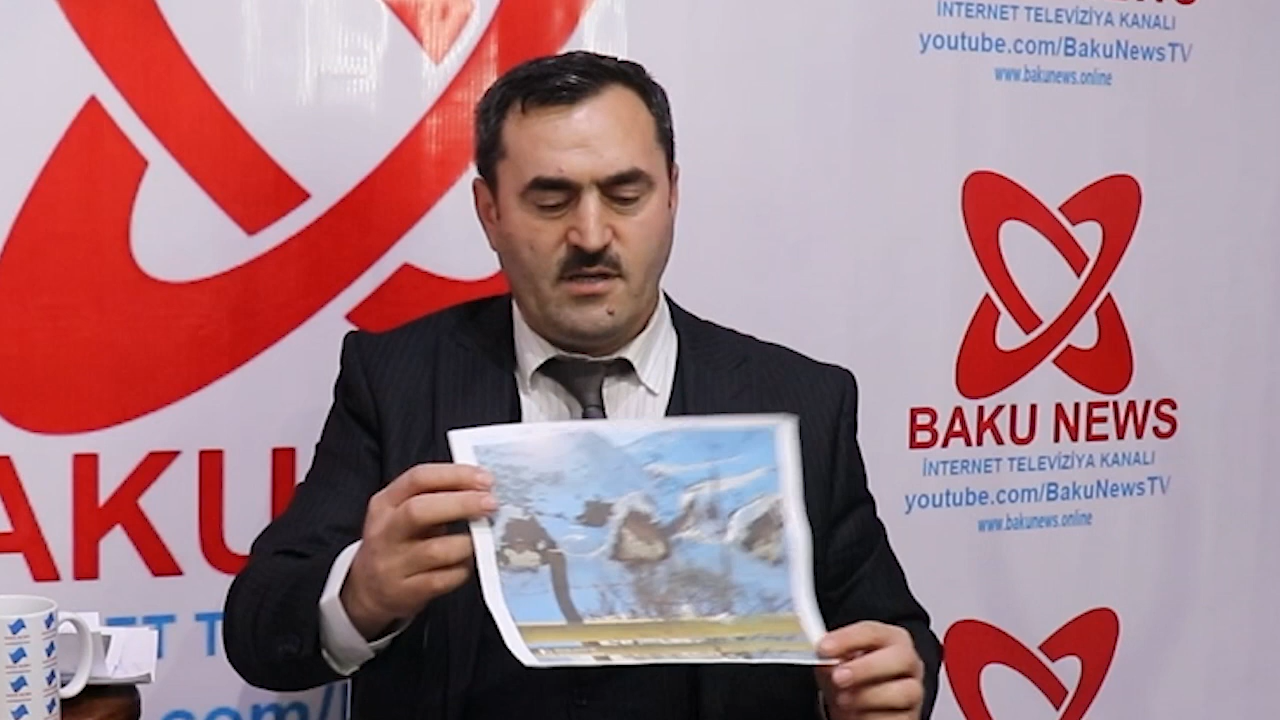 İNTERNET TELEVİZİYA KANALI
youtube.com/BakuNewsTV
www.bakunews.online
BAKU NEWS
İNTERNET TELEVİZİYA KANALI
youtube.com/BakuNewsTV
www.bakunews.online
AKU